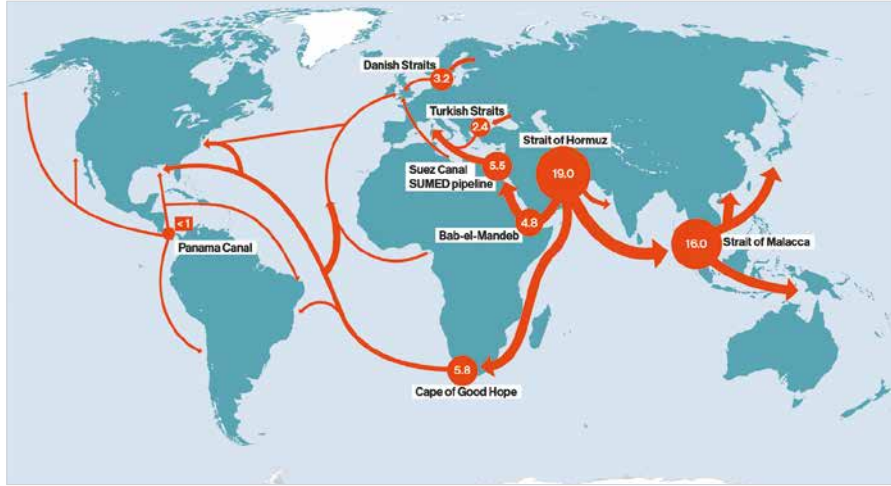 Danish Straits
3.2
Turkish Straits
2.4
Strait of Hormuz
19.0
Suez Canal
SUMED pipeline
5.5
4.8
Bab-el-Mandeb
<1
Panama Canal
16.0
Strait of Malacca
5.8
Cape of Good Hope